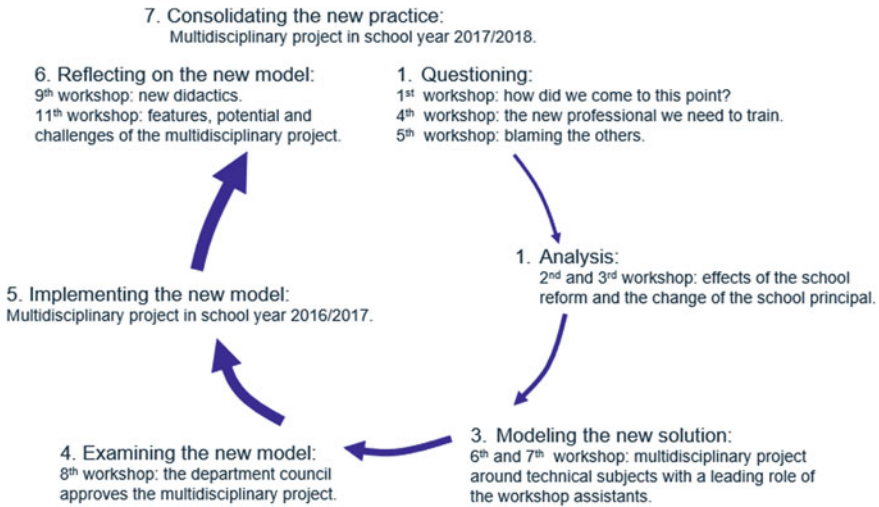 7. Consolidating the new practice:
Multidisciplinary project in school year 2017/2018.
6. Reflecting on the new model:
9th workshop: new didactics.
11th workshop: features, potential and
challenges of the multidisciplinary project.
1. Questioning:
1st workshop: how did we come to this point?
4th workshop: the new professional we need to train.
5th workshop: blaming the others.
1. Analysis:
2nd and 3rd workshop: effects of the school
reform and the change of the school principal.
5. Implementing the new model:
Multidisciplinary project in school year 2016/2017.
3. Modeling the new solution:
6th and 7th workshop: multidisciplinary project
around technical subjects with a leading role of
the workshop assistants.
4. Examining the new model:
8th workshop: the department council
approves the multidisciplinary project.